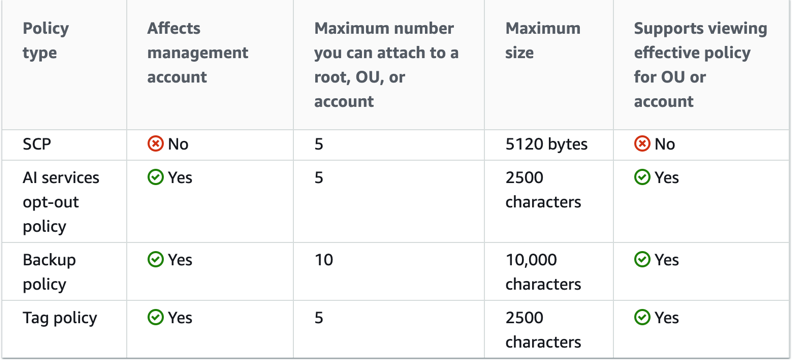 Policy type
Affects management account
Maximum number you can attach to a root, OU, or account
Maximum size
Supports viewing effective policy for OU or account
SCP
No
5
5120 bytes
No
AI services opt-out policy
Yes
5
2500 characters
Yes
Backup policy
Yes
10
10,000 characters
Yes
Tag policy
Yes
5
2500 characters
Yes